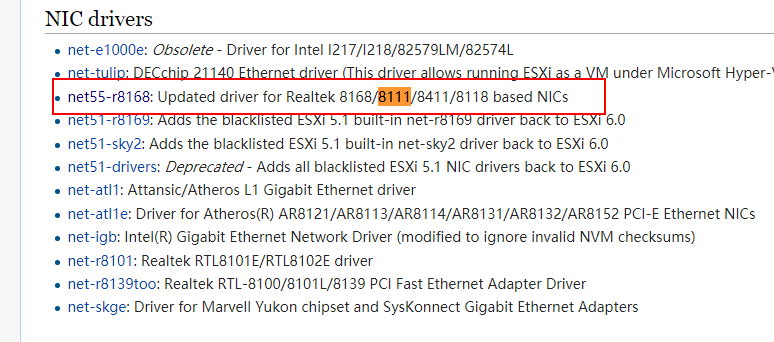 NIC drivers
net-e1000e: Obsolete - Driver for Intel I217/I218/82579LM/82574L
net-tulip: DECchip 21140 Ethernet driver (This driver allows running ESXi as a VM under Microsoft Hyper-V
net55-r8168: Updated driver for Realtek 8168/8111/8411/8118 based NICs
net51-r8169: Adds the blacklisted ESXi 5.1 built-in net-r8169 driver back to ESXi 6.0
net51-sky2: Adds the blacklisted ESXi 5.1 built-in net-sky2 driver back to ESXi 6.0
net51-drivers: Deprecated - Adds all blacklisted ESXi 5.1 NIC drivers back to ESXi 6.0
net-atl1: Attansic/Atheros L1 Gigabit Ethernet driver
net-atl1e: Driver for Atheros(R) AR8121/AR8113/AR8114/AR8131/AR8132/AR8152 PCI-E Ethernet NICs
net-igb: Intel(R) Gigabit Ethernet Network Driver (modified to ignore invalid NVM checksums)
net-r8101: Realtek RTL8101E/RTL8102E driver
net-r8139too: Realtek RTL-8100/8101L/8139 PCI Fast Ethernet Adapter Driver
net-skge: Driver for Marvell Yukon chipset and SysKonnect Gigabit Ethernet Adapters